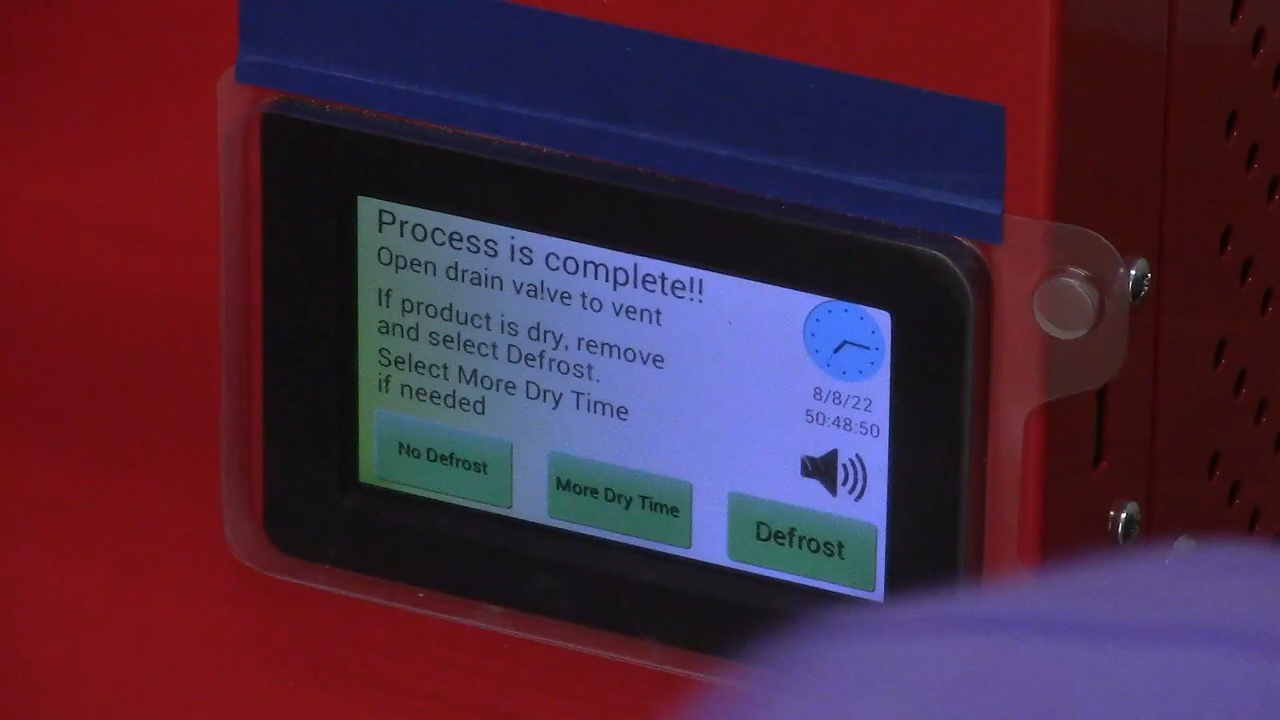 Process is complete!!
Open drain valve to vent
If product is dry, remove
and select Defrost.
Select More Dry Time
if needed
8/8/22
50:48:50
No Defrost
More Dry Time
Defrost